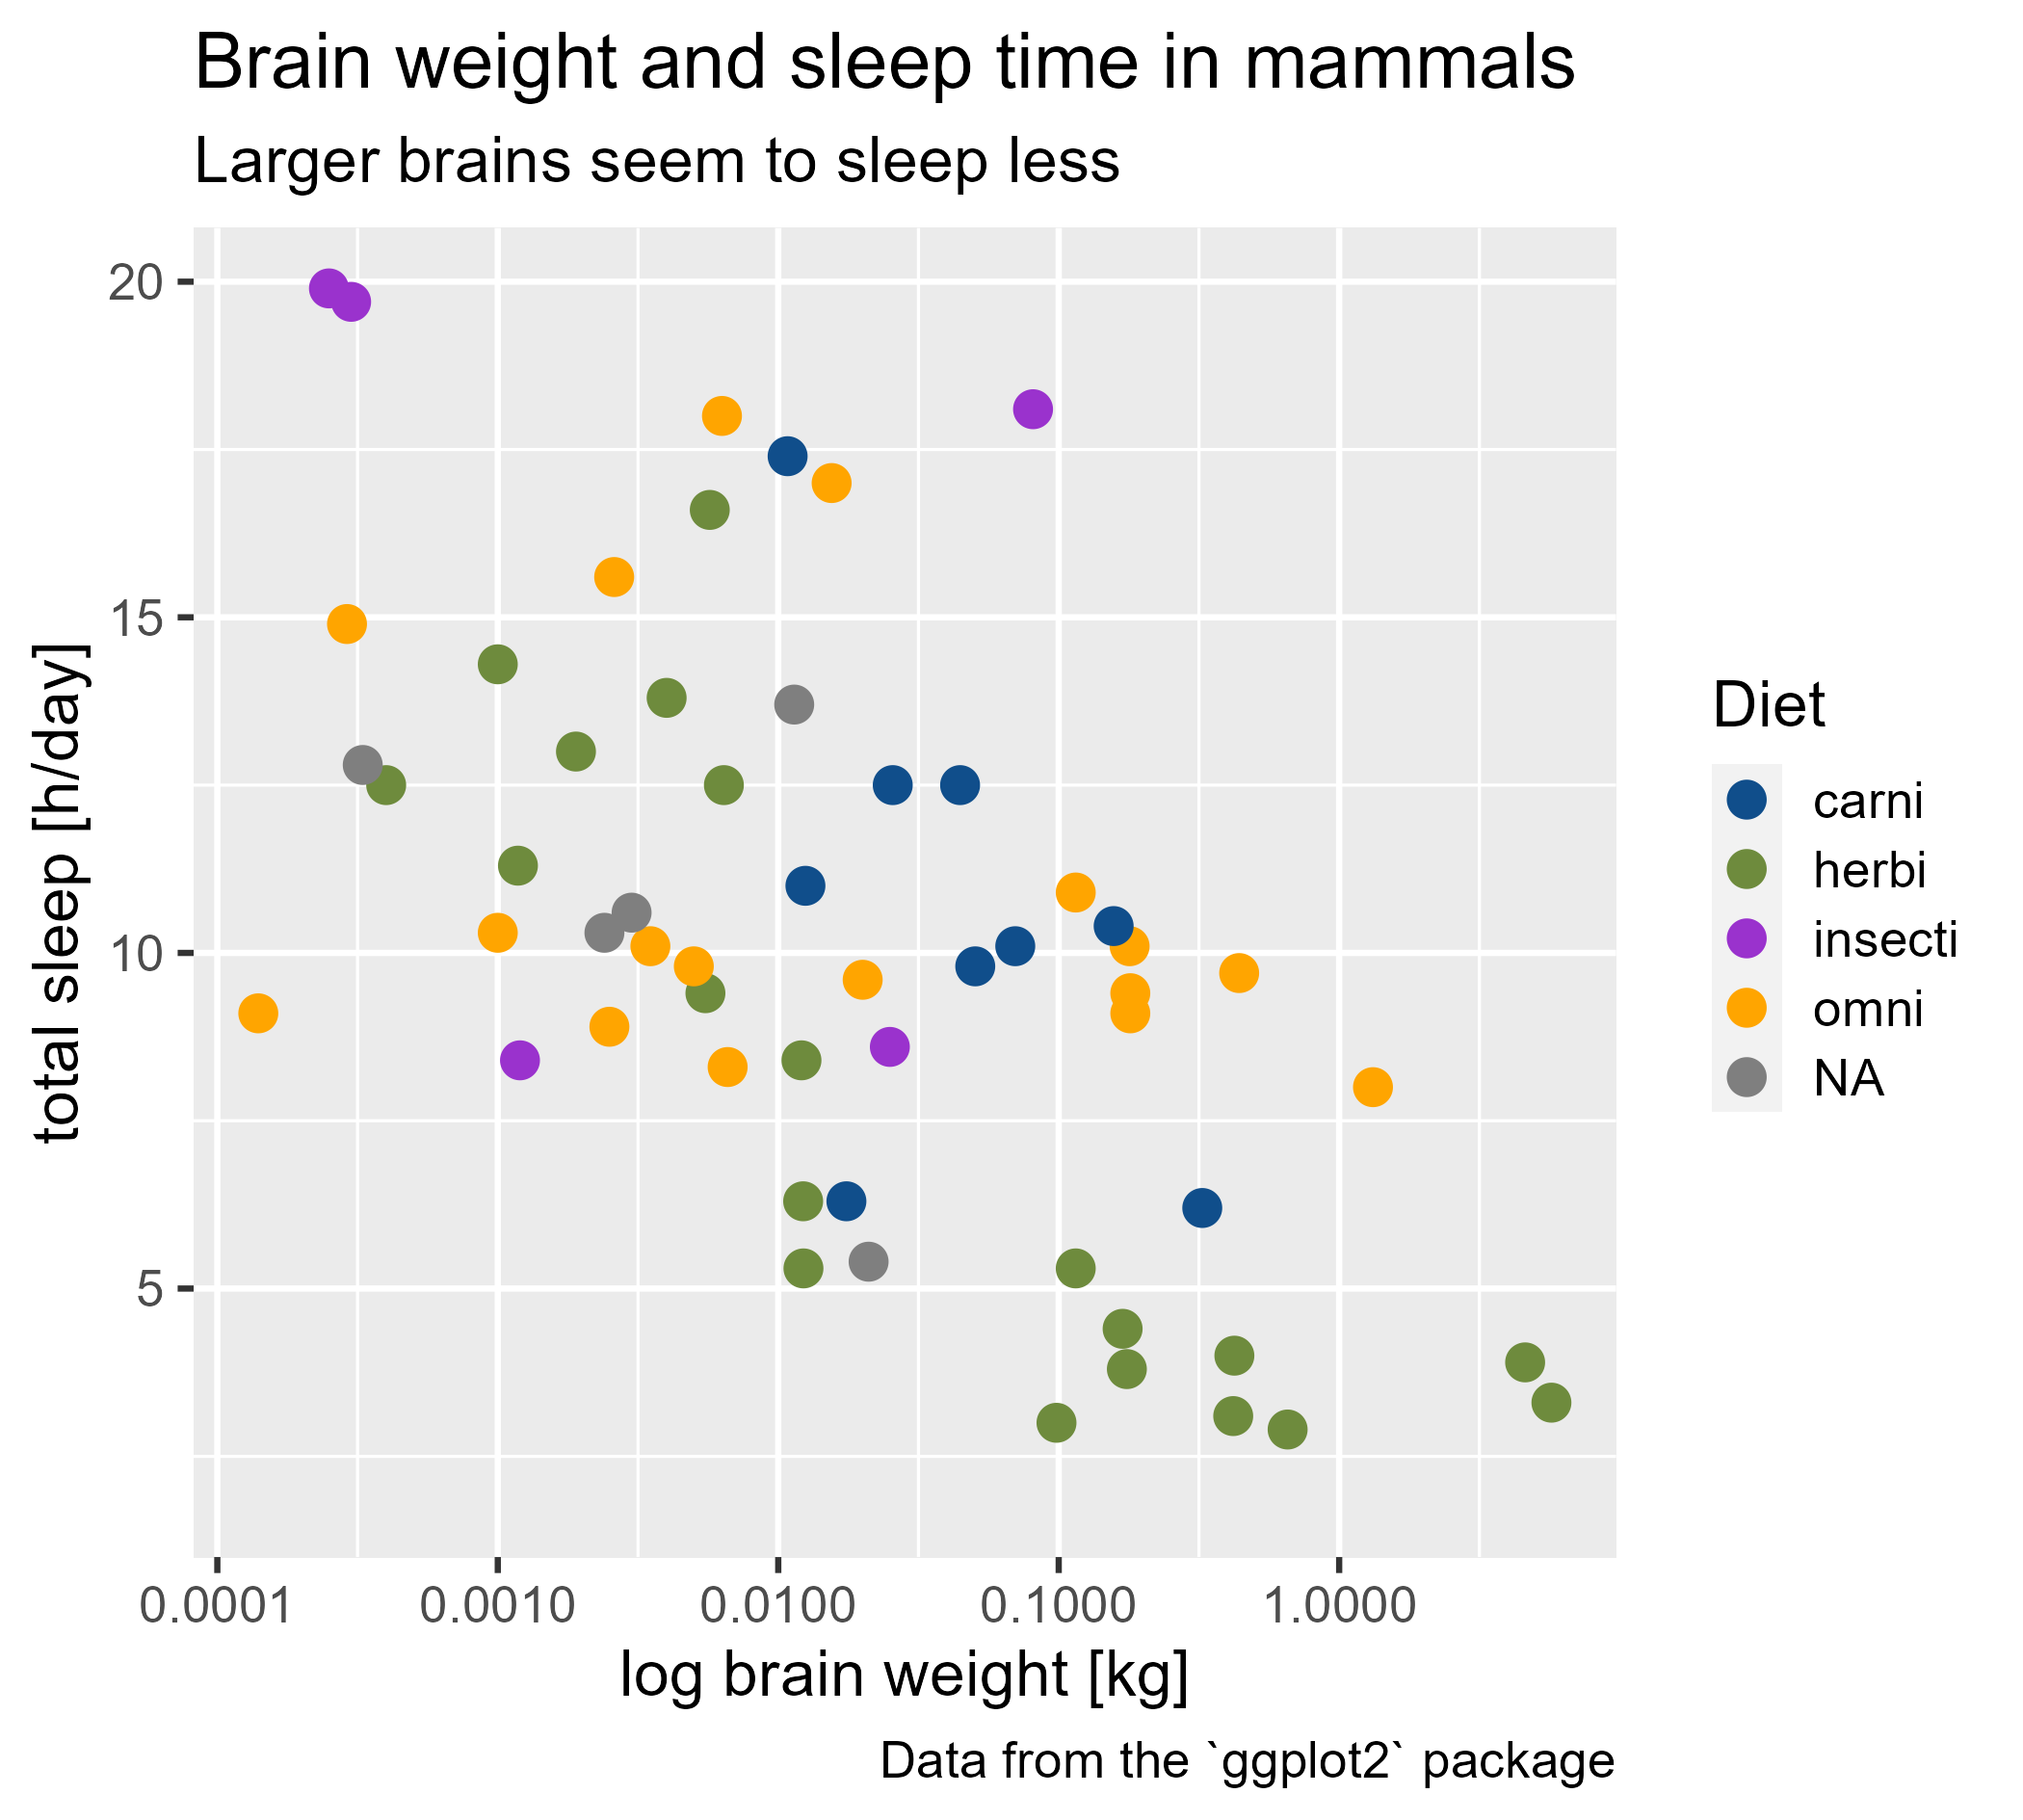 Brain weight and sleep time in mammals
Larger brains seem to sleep less
20
15
10
5
total sleep [h/day]
0.0001
0.0010
0.0100
0.1000
1.0000
log brain weight [kg]
Diet
carni
herbi
insecti
omni
NA
Data from the `ggplot2` package